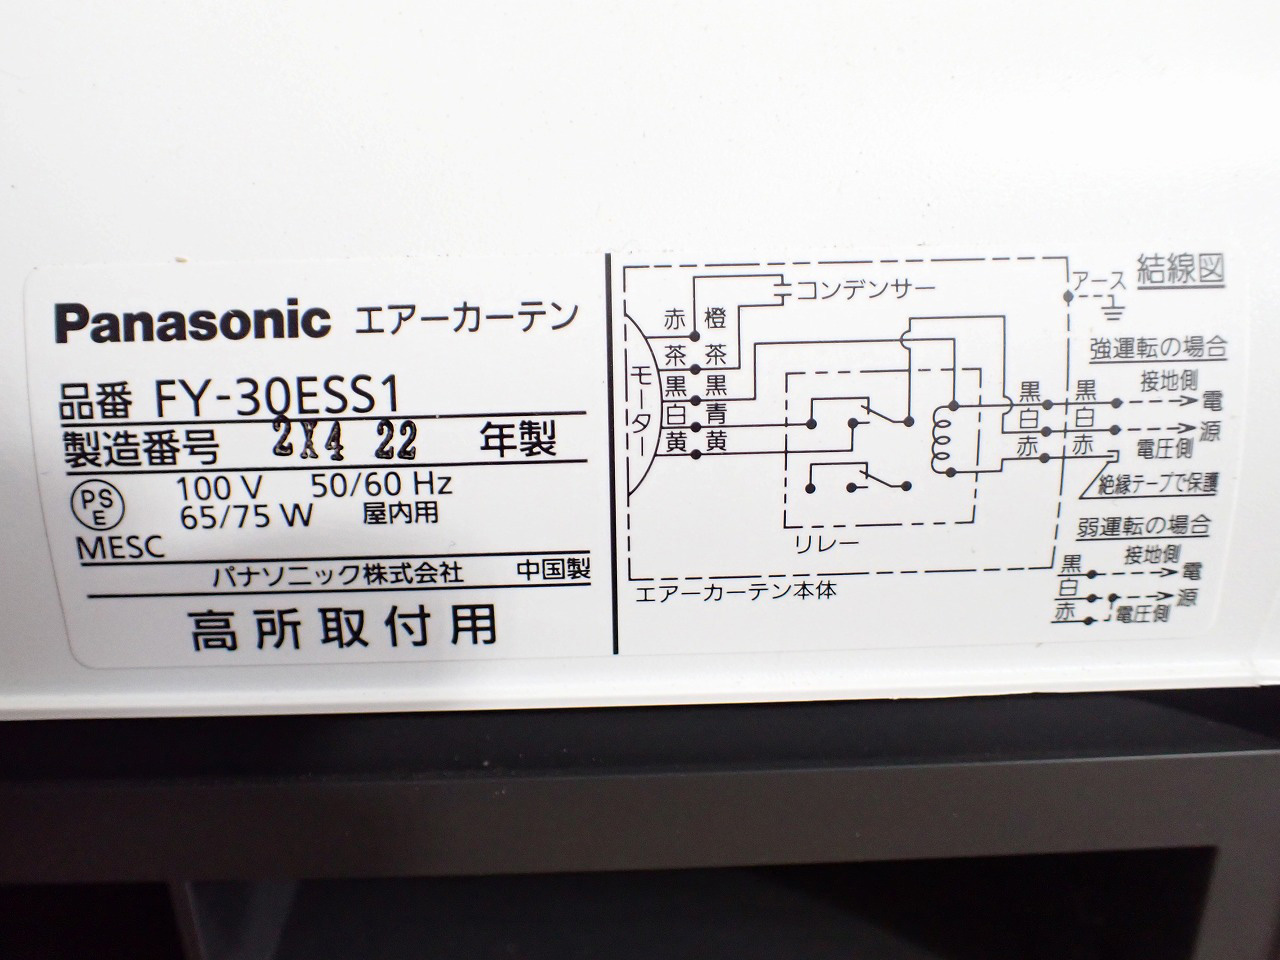 Panasonic エアーカーテン
品番 FY-30ESS1
製造番号 2X4 22 年製
PS
E
100 V 50/60 Hz
65/75 W 屋内用
MESC
パナソニック株式会社 中国製
高所取付用
結線図
アース
コンデンサー
赤 橙
茶 茶
黒 黒
白 青
黄 黄
モーター
リレー
エアーカーテン本体
強運転の場合
接地側
黒 黒 電
白 白 源
赤 赤 電圧側
絶縁テープで保護
弱運転の場合
接地側
黒 電
白 源
赤 電圧側